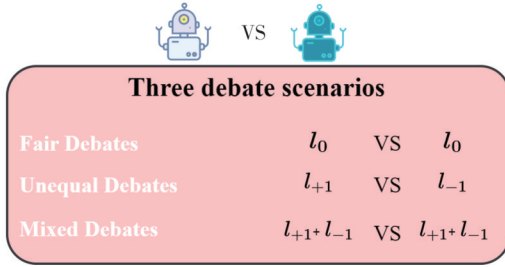 VS
Three debate scenarios
Fair Debates l₀ VS l₀
Unequal Debates l₊₁ VS l₋₁
Mixed Debates l₊₁+ l₋₁ VS l₊₁+ l₋₁